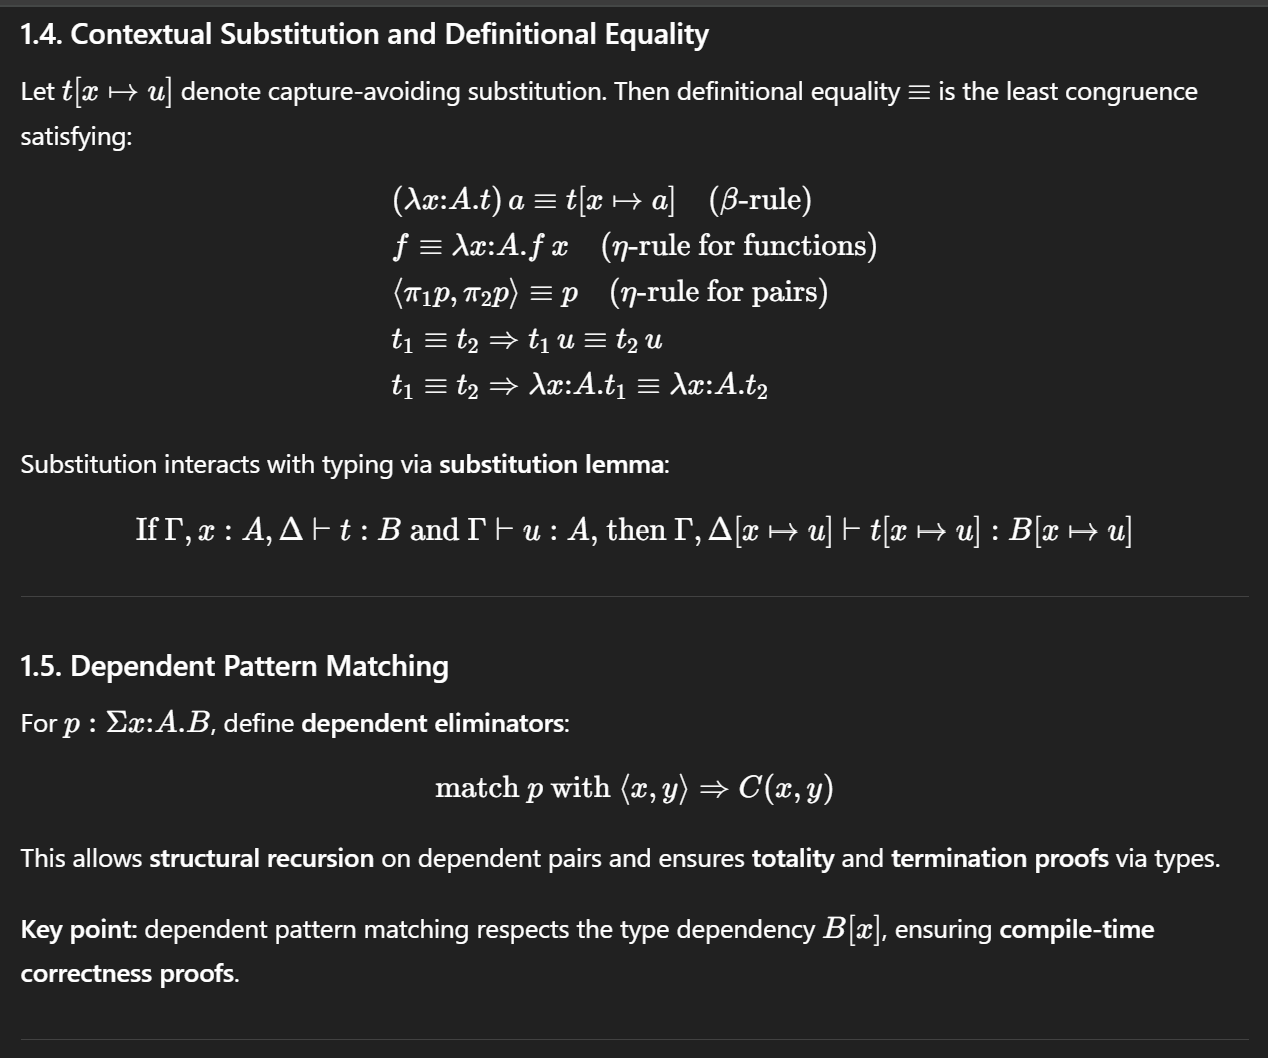 1.4. Contextual Substitution and Definitional Equality
Let t[x ↦ u] denote capture-avoiding substitution. Then definitional equality ≡ is the least congruence
satisfying:
(λx:A.t) a ≡ t[x ↦ a] (β-rule)
f ≡ λx:A.f x (η-rule for functions)
⟨π₁p, π₂p⟩ ≡ p (η-rule for pairs)
t₁ ≡ t₂ ⇒ t₁ u ≡ t₂ u
t₁ ≡ t₂ ⇒ λx:A.t₁ ≡ λx:A.t₂
Substitution interacts with typing via substitution lemma:
If Γ, x : A, Δ ⊢ t : B and Γ ⊢ u : A, then Γ, Δ[x ↦ u] ⊢ t[x ↦ u] : B[x ↦ u]
1.5. Dependent Pattern Matching
For p : Σx:A.B, define dependent eliminators:
match p with ⟨x, y⟩ ⇒ C(x, y)
This allows structural recursion on dependent pairs and ensures totality and termination proofs via types.
Key point: dependent pattern matching respects the type dependency B[x], ensuring compile-time
correctness proofs.